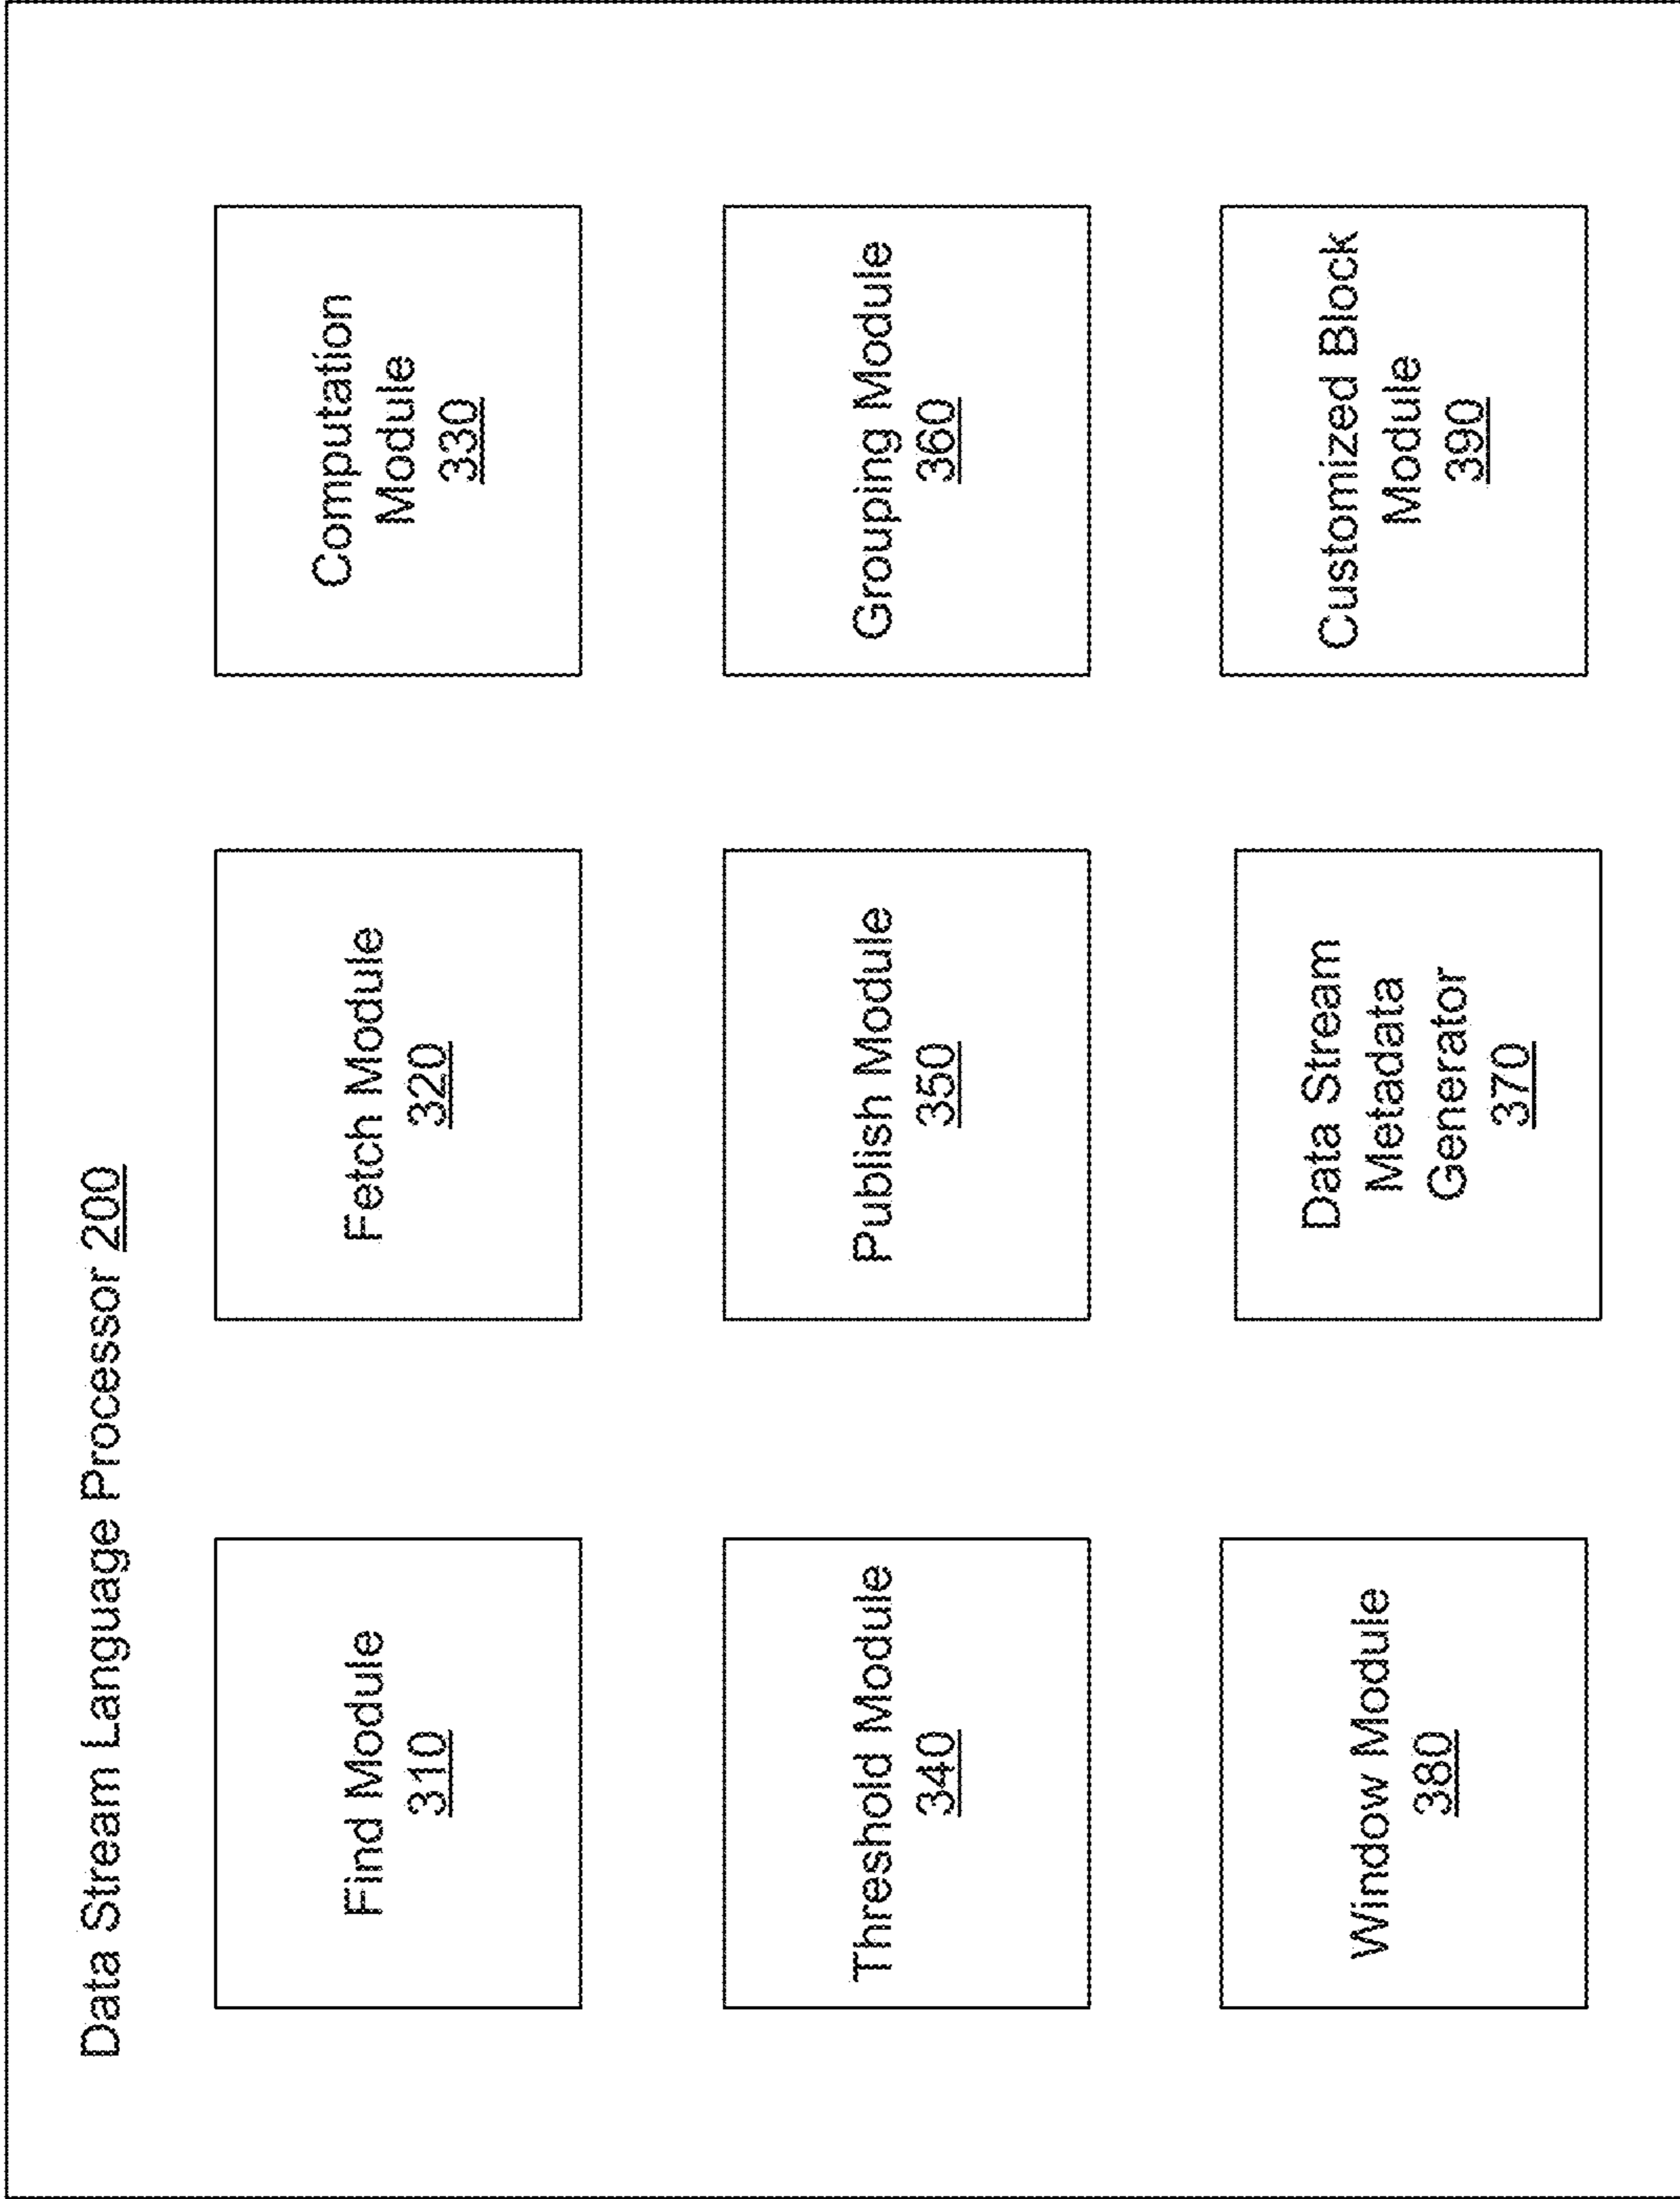 Data Stream Language Processor 200
Find Module
310
Fetch Module
320
Computation
Module
330
Threshold Module
340
Publish Module
350
Grouping Module
360
Window Module
380
Data Stream
Metadata
Generator
370
Customized Block
Module
390